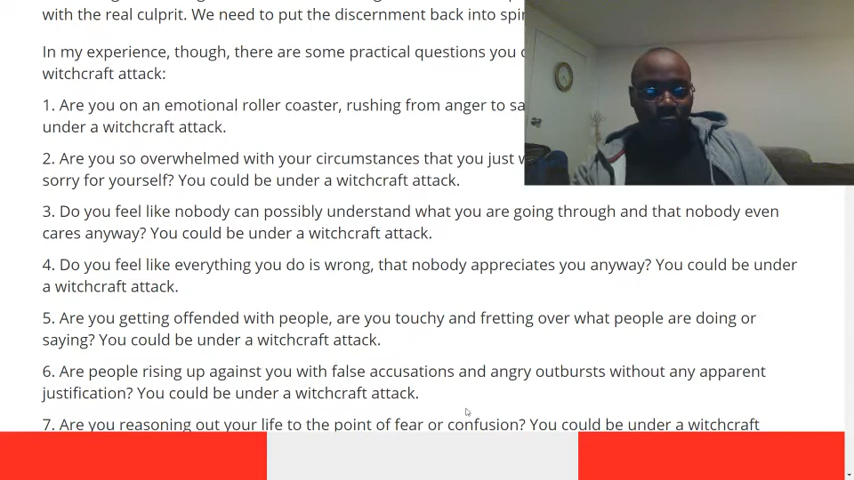 with the real culprit. We need to put the discernment back into
In my experience, though, there are some practical questions you
witchcraft attack:
1. Are you on an emotional roller coaster, rushing from anger to
under a witchcraft attack.
2. Are you so overwhelmed with your circumstances that you just
sorry for yourself? You could be under a witchcraft attack.
3. Do you feel like nobody can possibly understand what you are going through and that nobody even
cares anyway? You could be under a witchcraft attack.
4. Do you feel like everything you do is wrong, that nobody appreciates you anyway? You could be under
a witchcraft attack.
5. Are you getting offended with people, are you touchy and fretting over what people are doing or
saying? You could be under a witchcraft attack.
6. Are people rising up against you with false accusations and angry outbursts without any apparent
justification? You could be under a witchcraft attack.
7. Are you reasoning out your life to the point of fear or confusion? You could be under a witchcraft